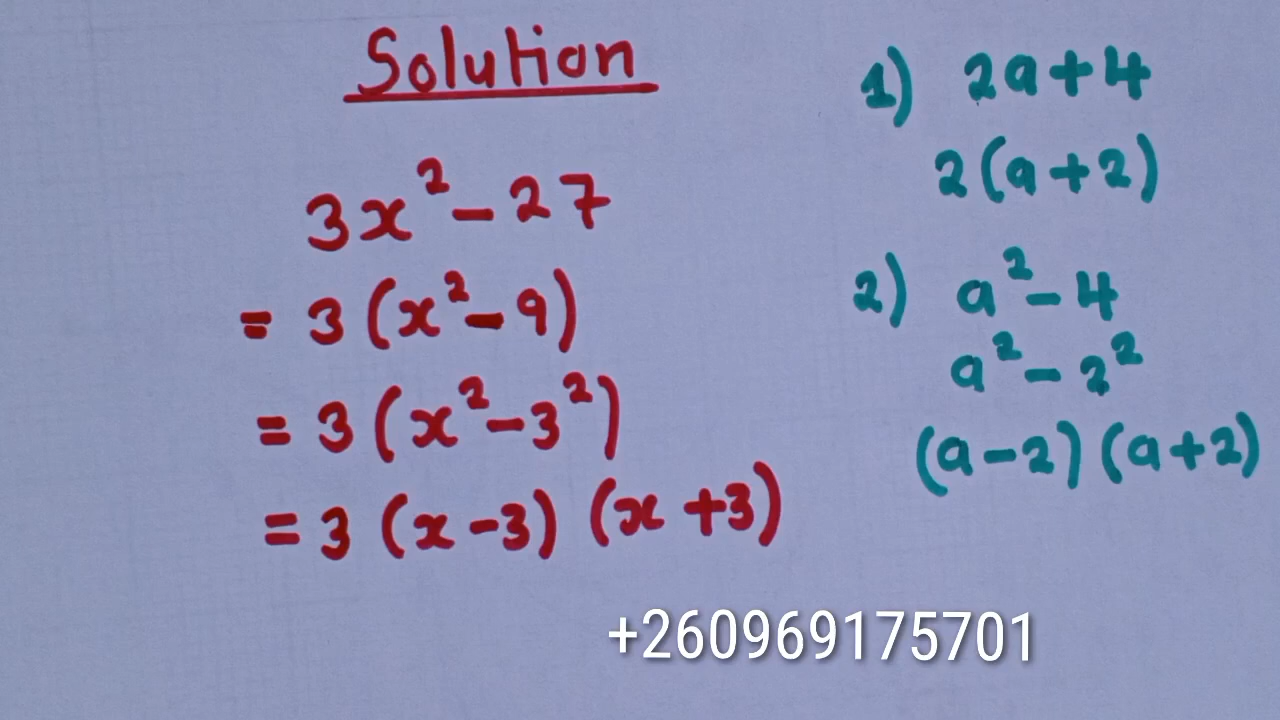 Solution
3x² - 27
= 3(x² - 9)
= 3(x² - 3²)
= 3(x - 3)(x + 3)
1) 2a + 4
2(a + 2)
2) a² - 4
a² - 2²
(a - 2)(a + 2)
+260969175701